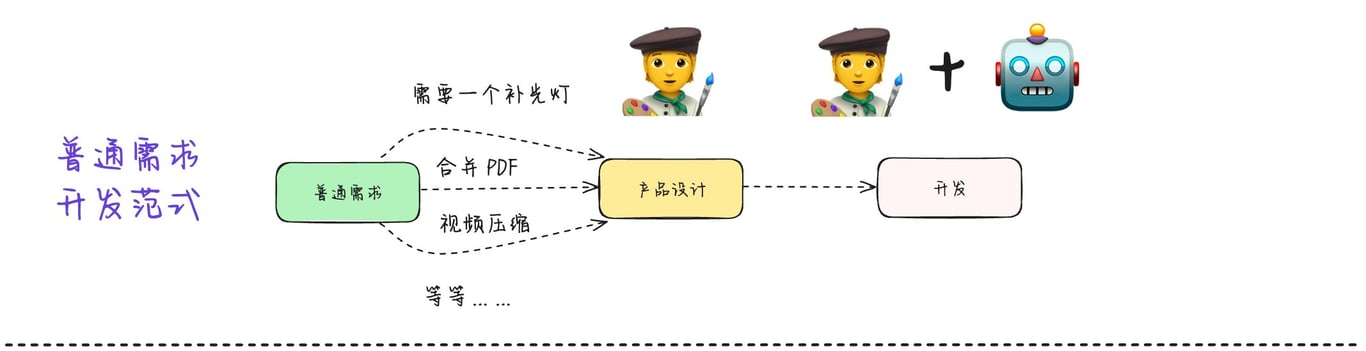 普通需求
开发范式
需要一个补光灯
合并 PDF
视频压缩
等等... ...
普通需求
产品设计
开发